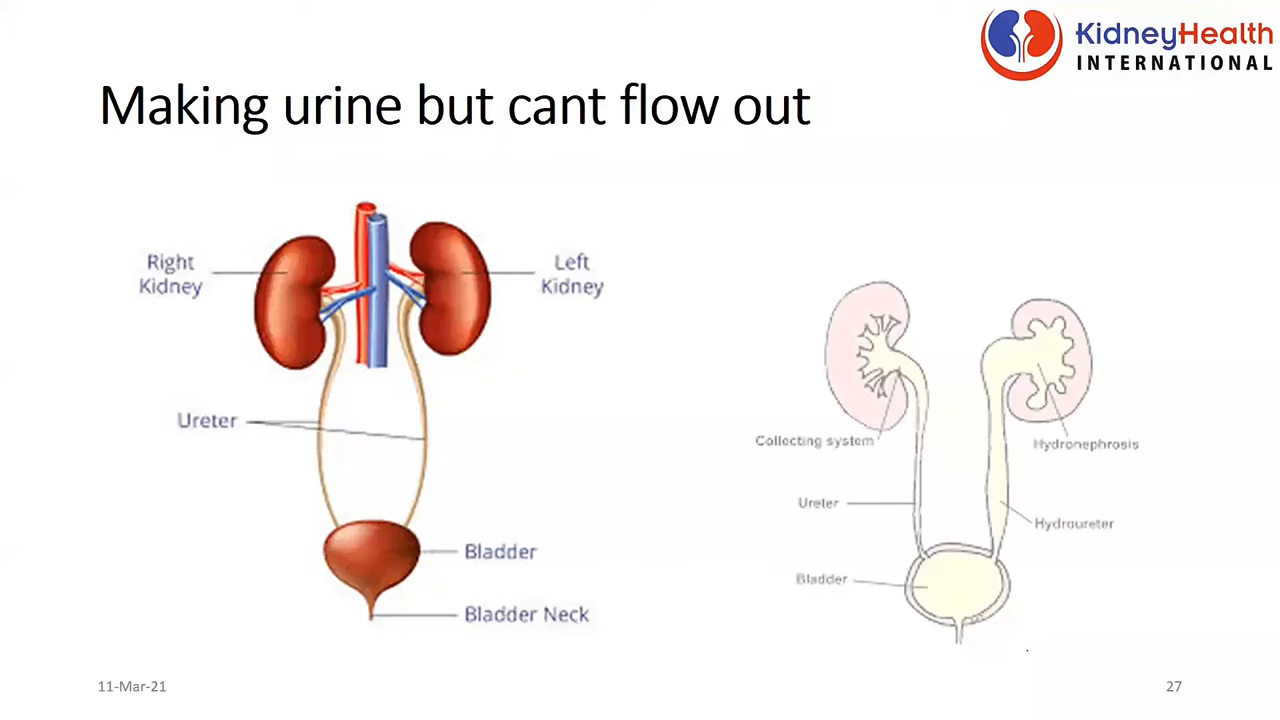 KidneyHealth
INTERNATIONAL
Making urine but cant flow out
Right
Kidney
Left
Kidney
Ureter
Bladder
Bladder Neck
Collecting system
Hydronephrosis
Ureter
Hydroureter
Bladder
11-Mar-21
27